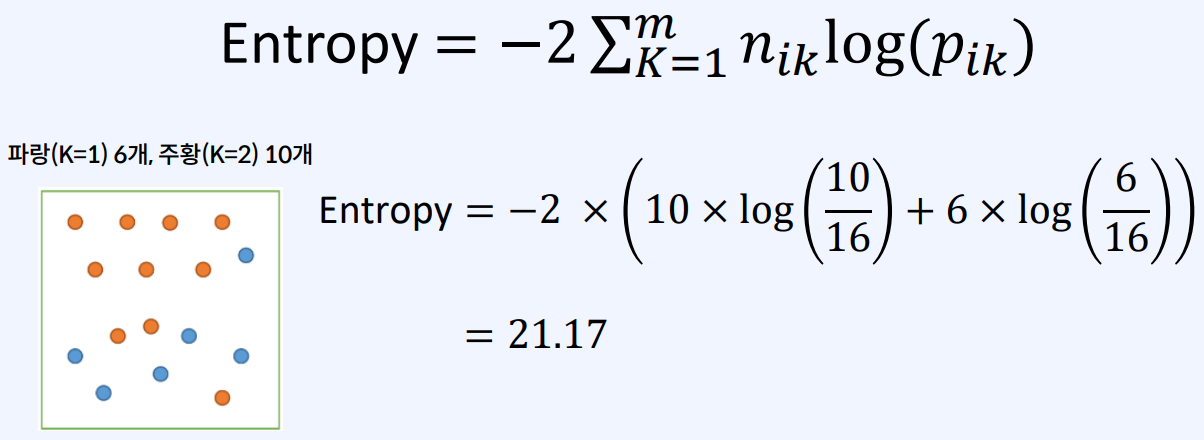 Entropy = −2 ∑_{K=1}^{m} n_{ik} log(p_{ik})
파랑(K=1) 6개, 주황(K=2) 10개
Entropy = −2 × (10 × log(10/16) + 6 × log(6/16))
= 21.17